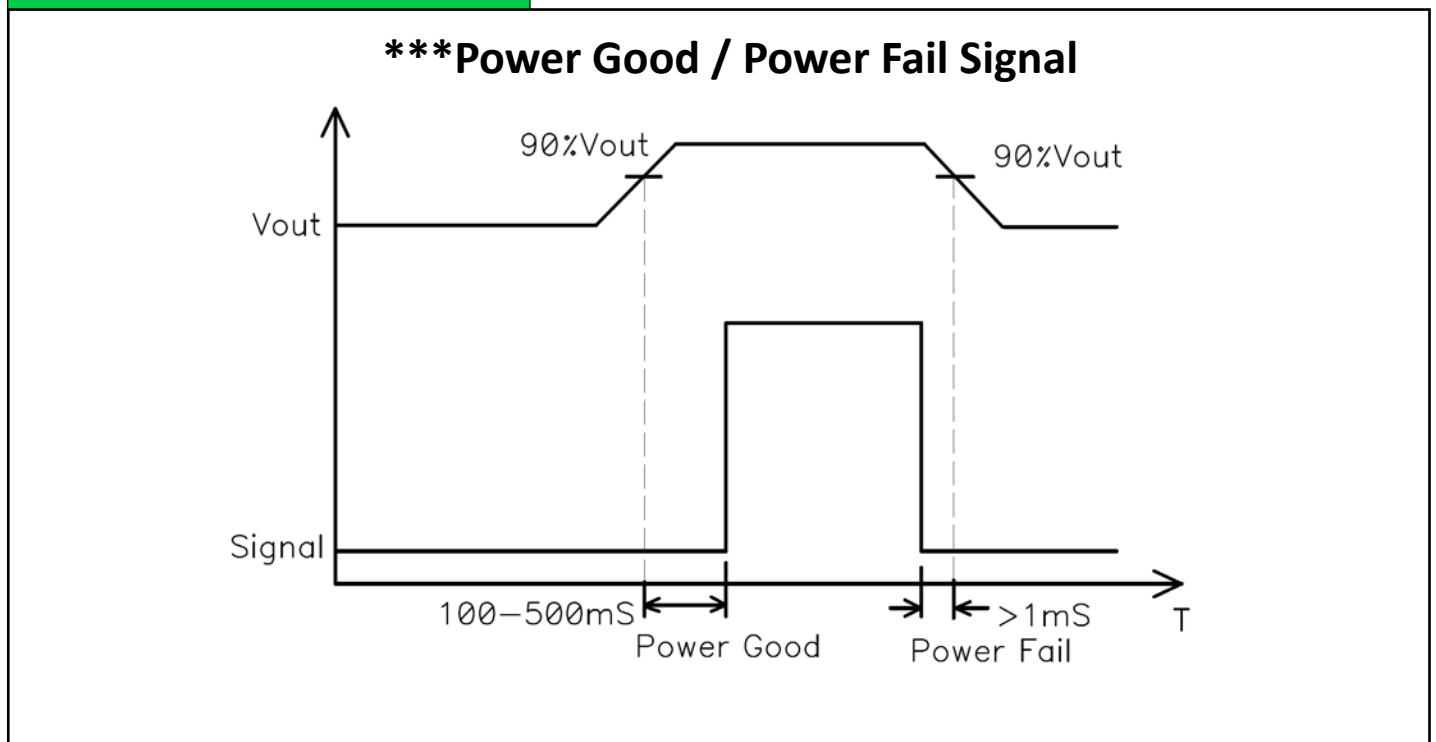 ***Power Good / Power Fail Signal
90%Vout
90%Vout
Vout
Signal
100-500mS
>1mS
T
Power Good
Power Fail